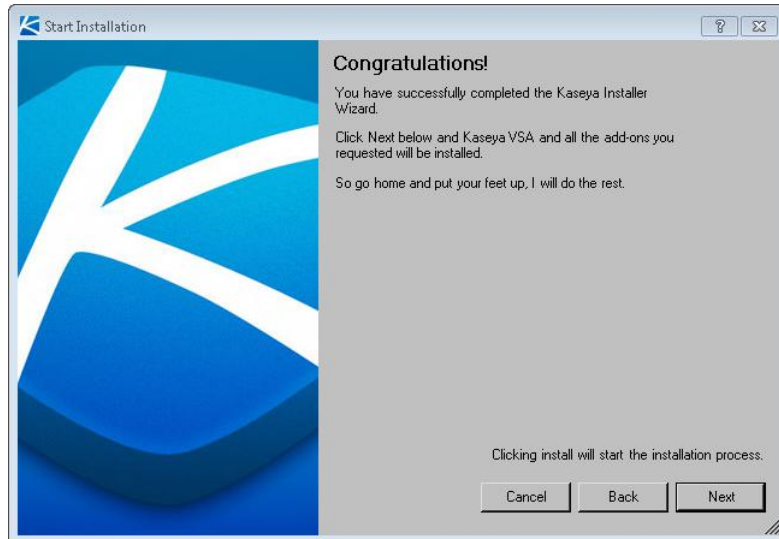 Start Installation
Congratulations!
You have successfully completed the Kaseya Installer
Wizard.
Click Next below and Kaseya VSA and all the add-ons you
requested will be installed.
So go home and put your feet up, I will do the rest.
Clicking install will start the installation process.
Cancel Back Next